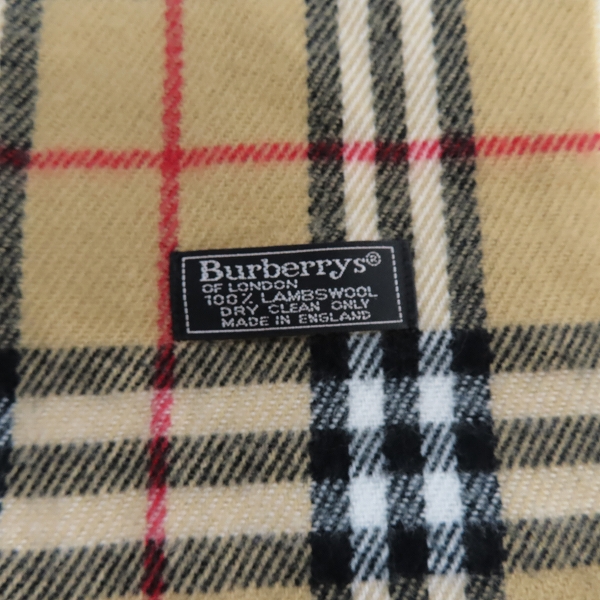 Burberrys®
OF LONDON
100% LAMBSWOOL
DRY CLEAN ONLY
MADE IN ENGLAND